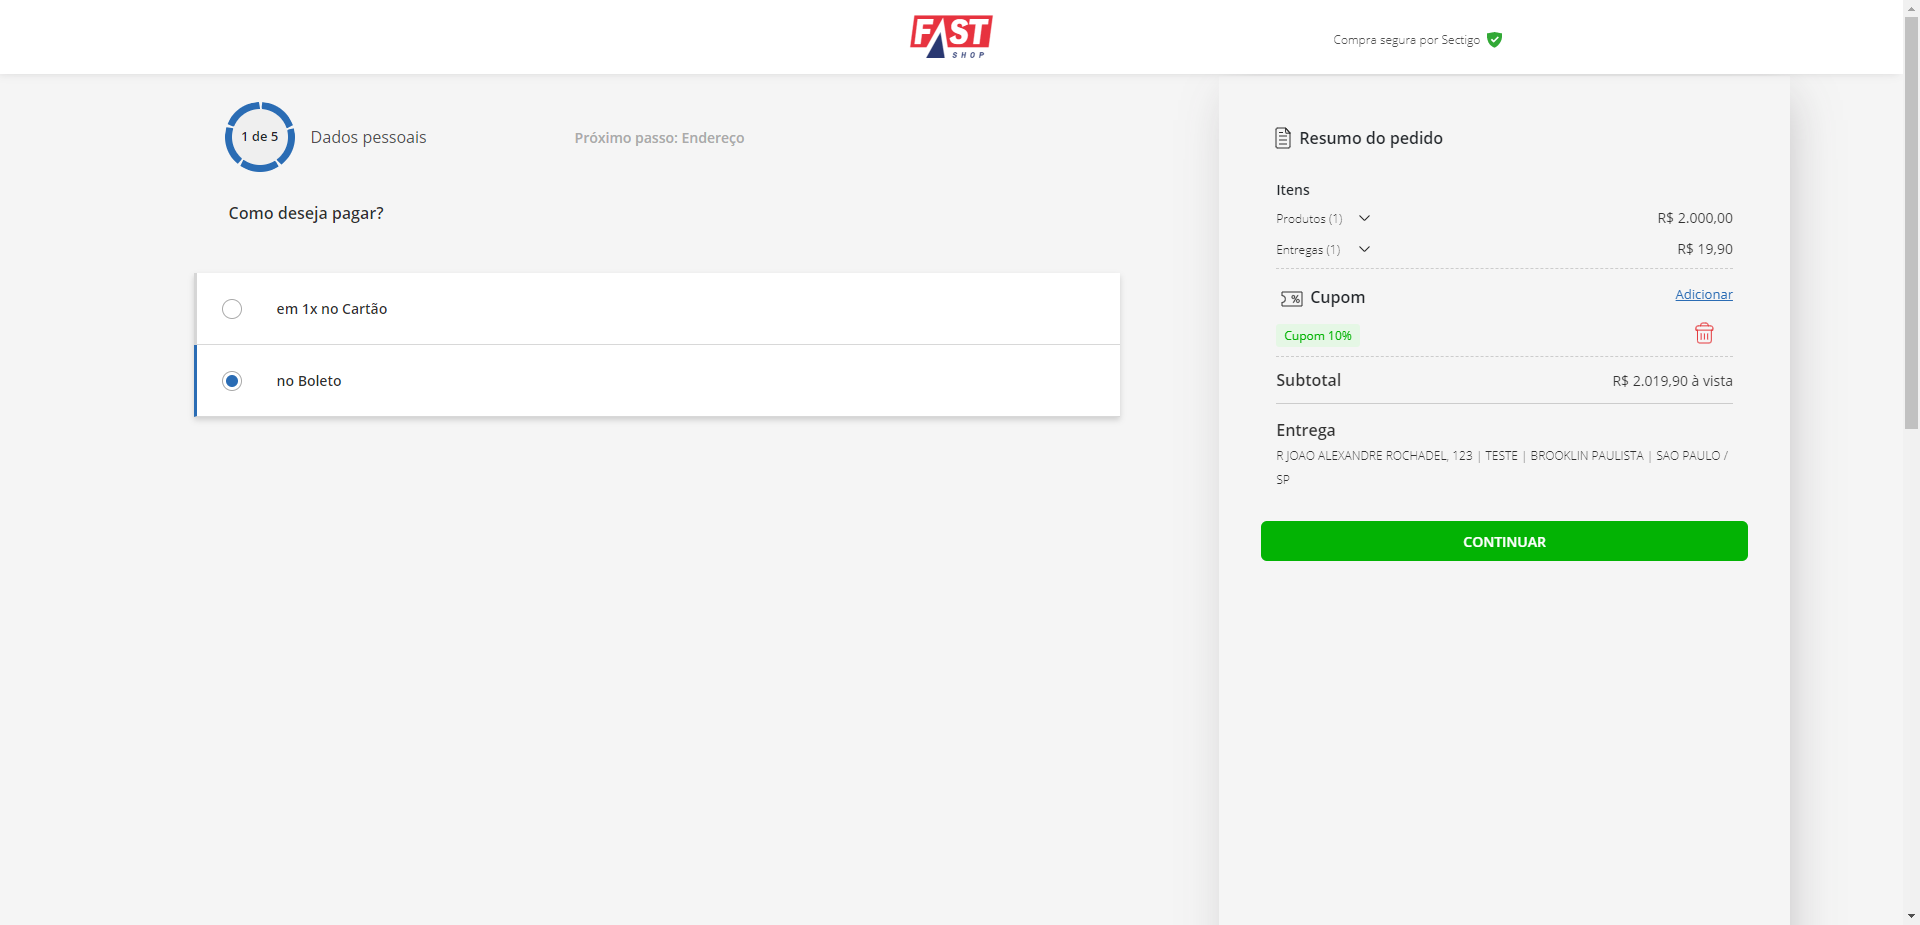 FAST
SHOP
Compra segura por Sectigo
1 de 5
Dados pessoais
Próximo passo: Endereço
Como deseja pagar?
em 1x no Cartão
no Boleto
Resumo do pedido
Itens
Produtos (1) R$ 2.000,00
Entregas (1) R$ 19,90
% Cupom Adicionar
Cupom 10%
Subtotal R$ 2.019,90 à vista
Entrega
R JOAO ALEXANDRE ROCHADEL, 123 | TESTE | BROOKLIN PAULISTA | SAO PAULO /
SP
CONTINUAR